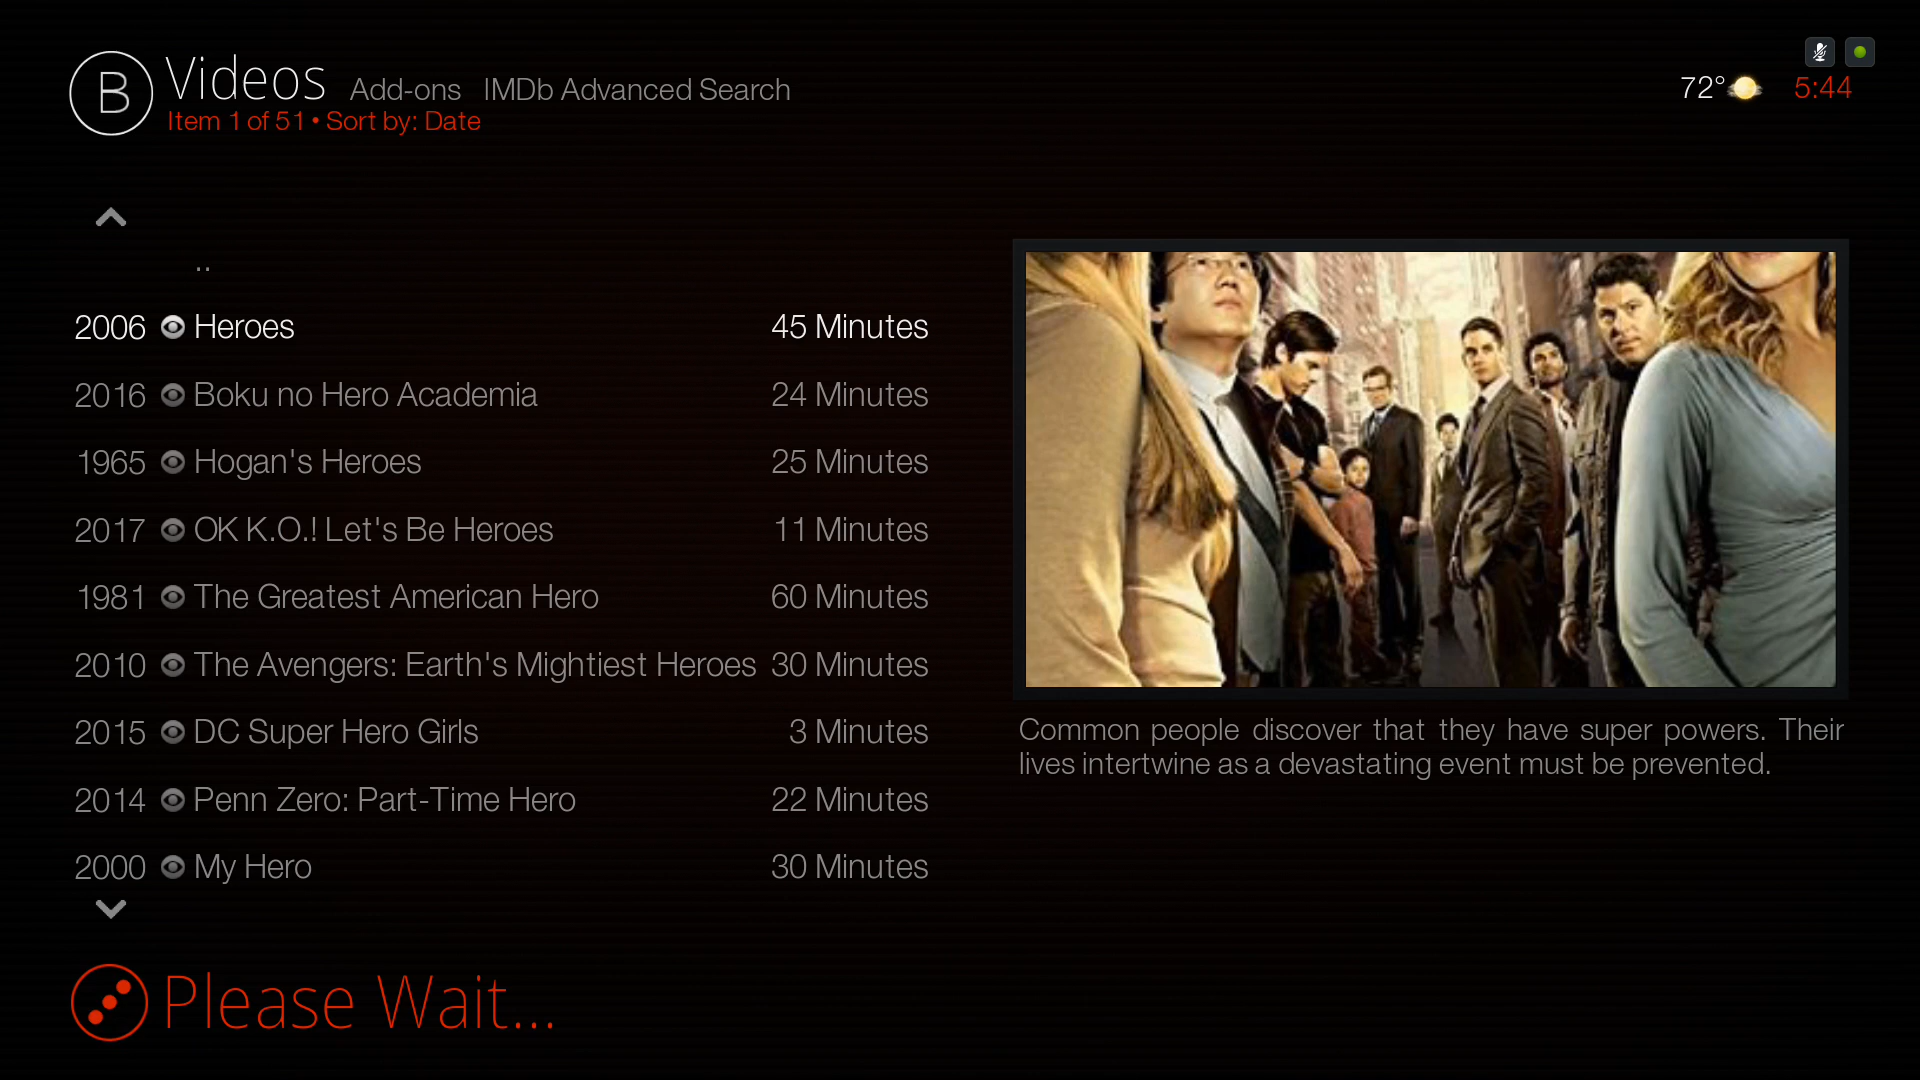 B Videos Add-ons IMDb Advanced Search
Item 1 of 51 • Sort by: Date
72° 5:44
..
2006 Heroes 45 Minutes
2016 Boku no Hero Academia 24 Minutes
1965 Hogan's Heroes 25 Minutes
2017 OK K.O.! Let's Be Heroes 11 Minutes
1981 The Greatest American Hero 60 Minutes
2010 The Avengers: Earth's Mightiest Heroes 30 Minutes
2015 DC Super Hero Girls 3 Minutes
2014 Penn Zero: Part-Time Hero 22 Minutes
2000 My Hero 30 Minutes
Common people discover that they have super powers. Their
lives intertwine as a devastating event must be prevented.
Please Wait...